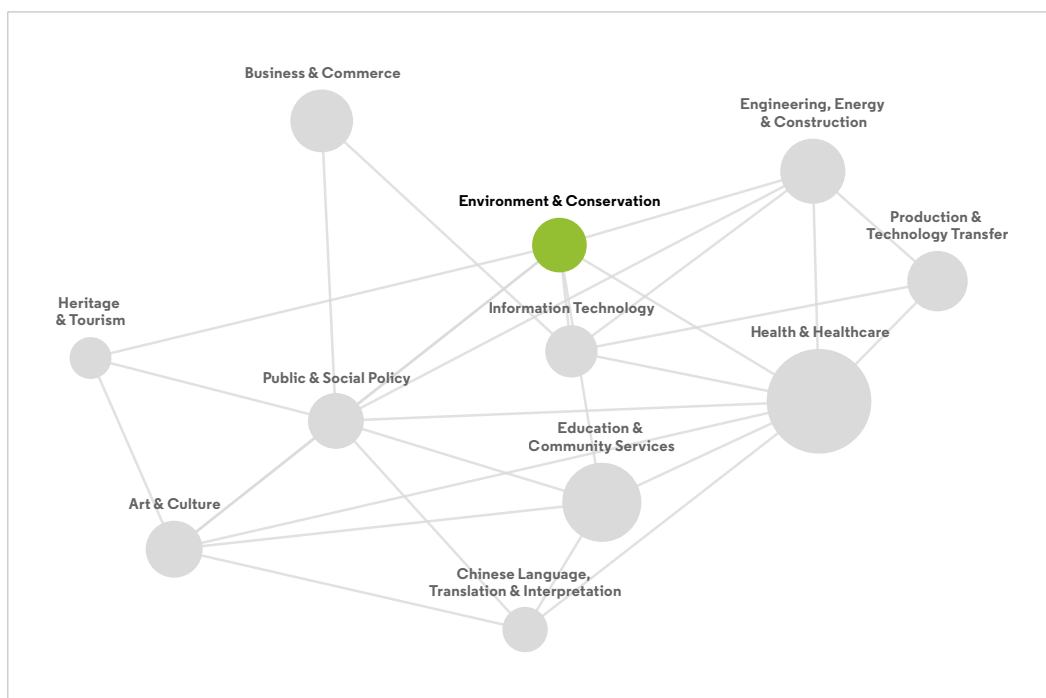 Business & Commerce
Engineering, Energy
& Construction
Environment & Conservation
Production &
Technology Transfer
Heritage
& Tourism
Information Technology
Health & Healthcare
Public & Social Policy
Education &
Community Services
Art & Culture
Chinese Language,
Translation & Interpretation